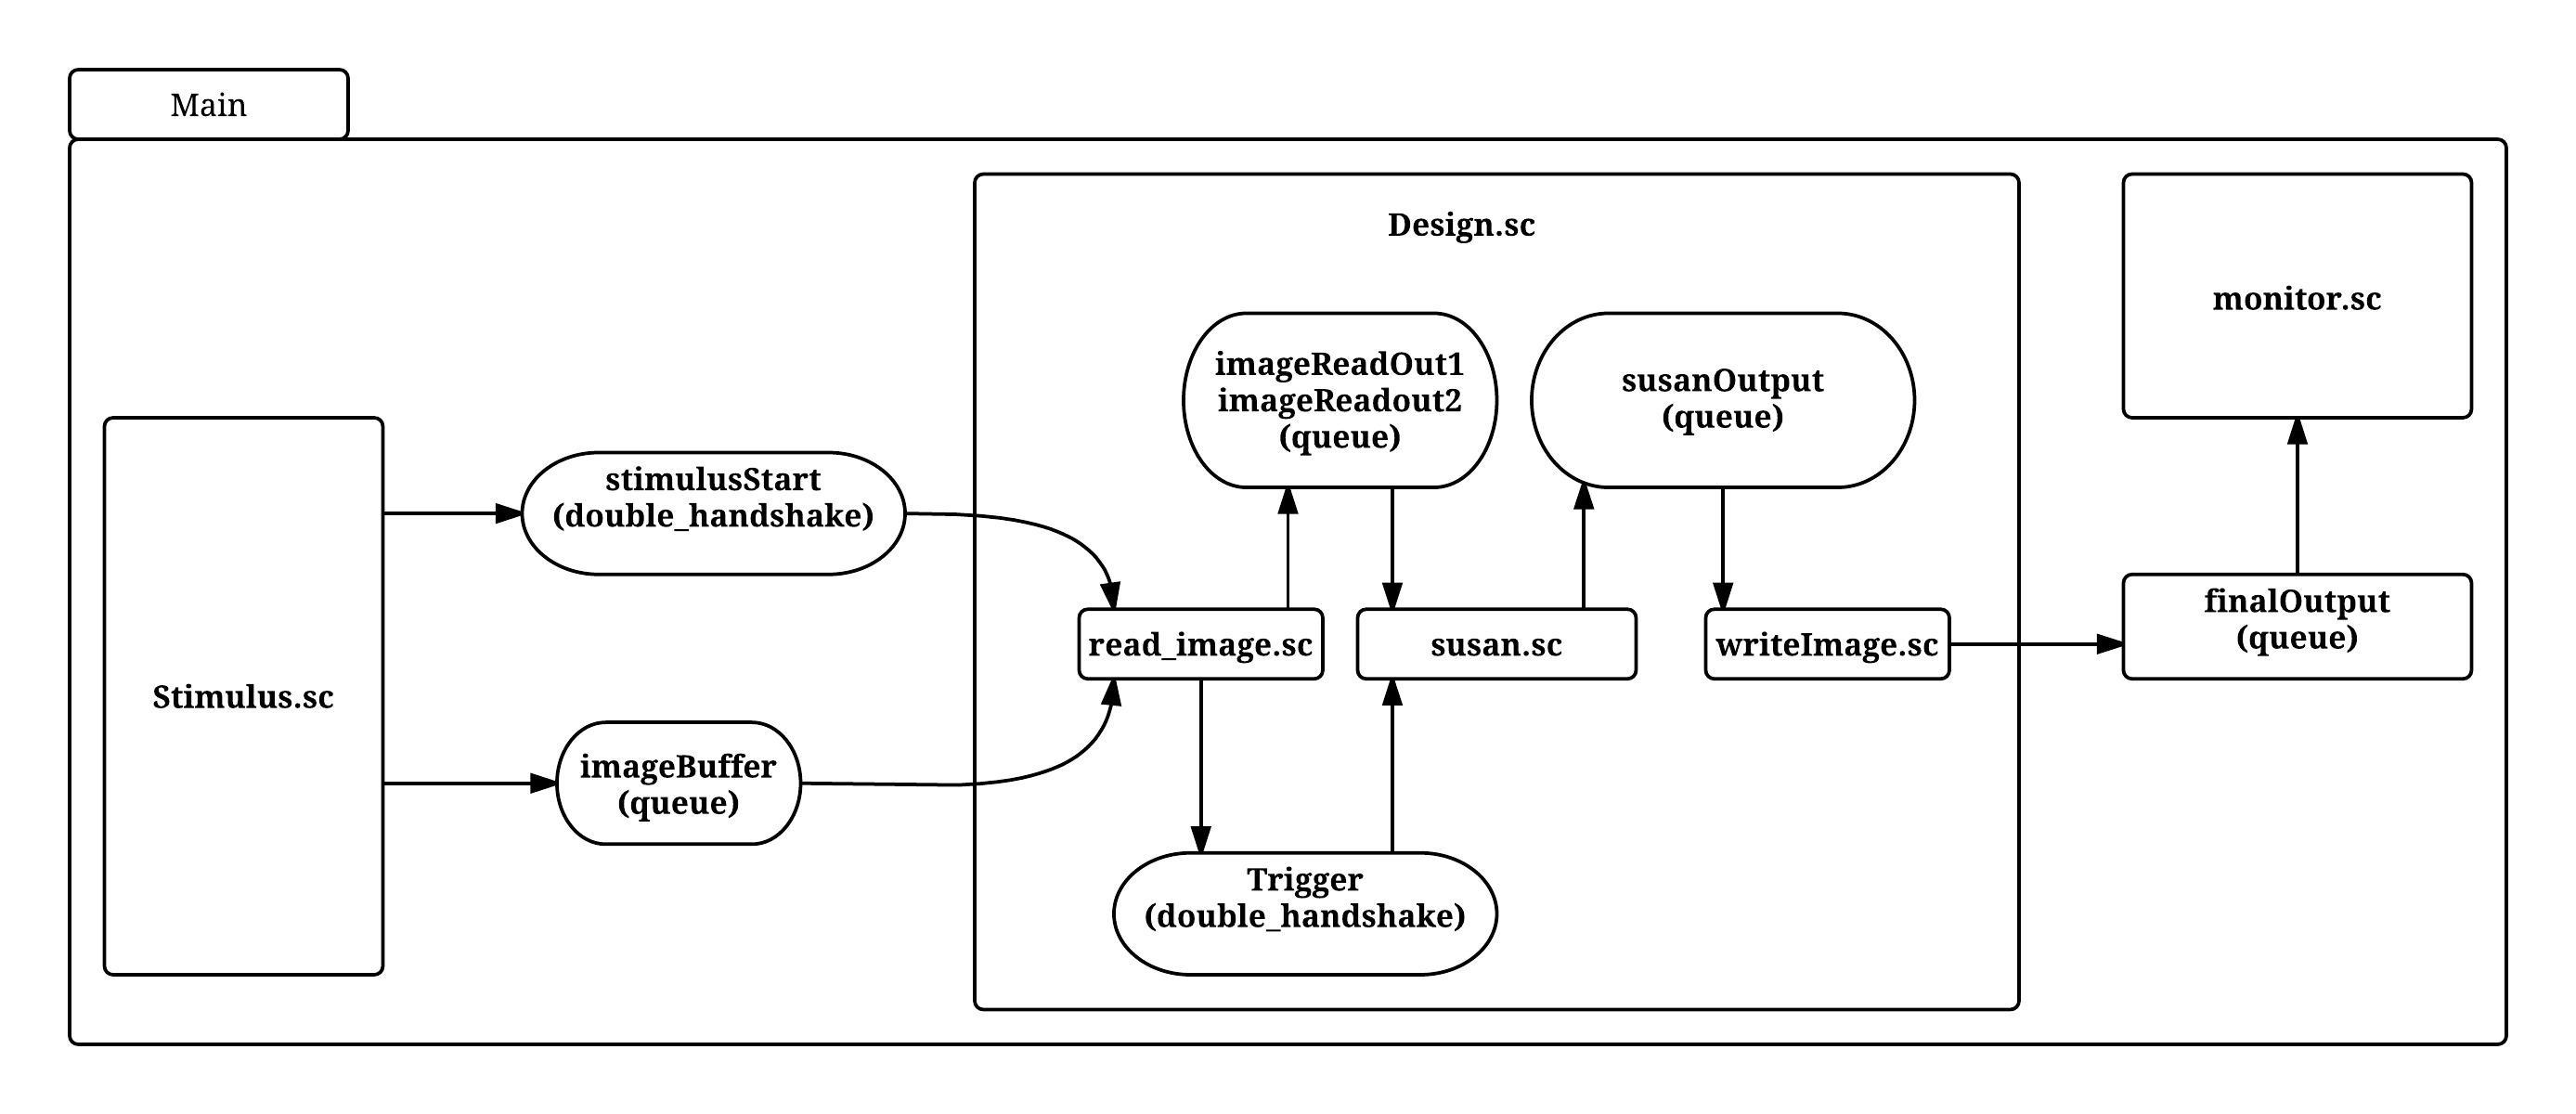 Main
Design.sc
monitor.sc
imageReadOut1
imageReadout2
(queue)
susanOutput
(queue)
stimulusStart
(double_handshake)
read_image.sc
susan.sc
writeImage.sc
finalOutput
(queue)
Stimulus.sc
imageBuffer
(queue)
Trigger
(double_handshake)